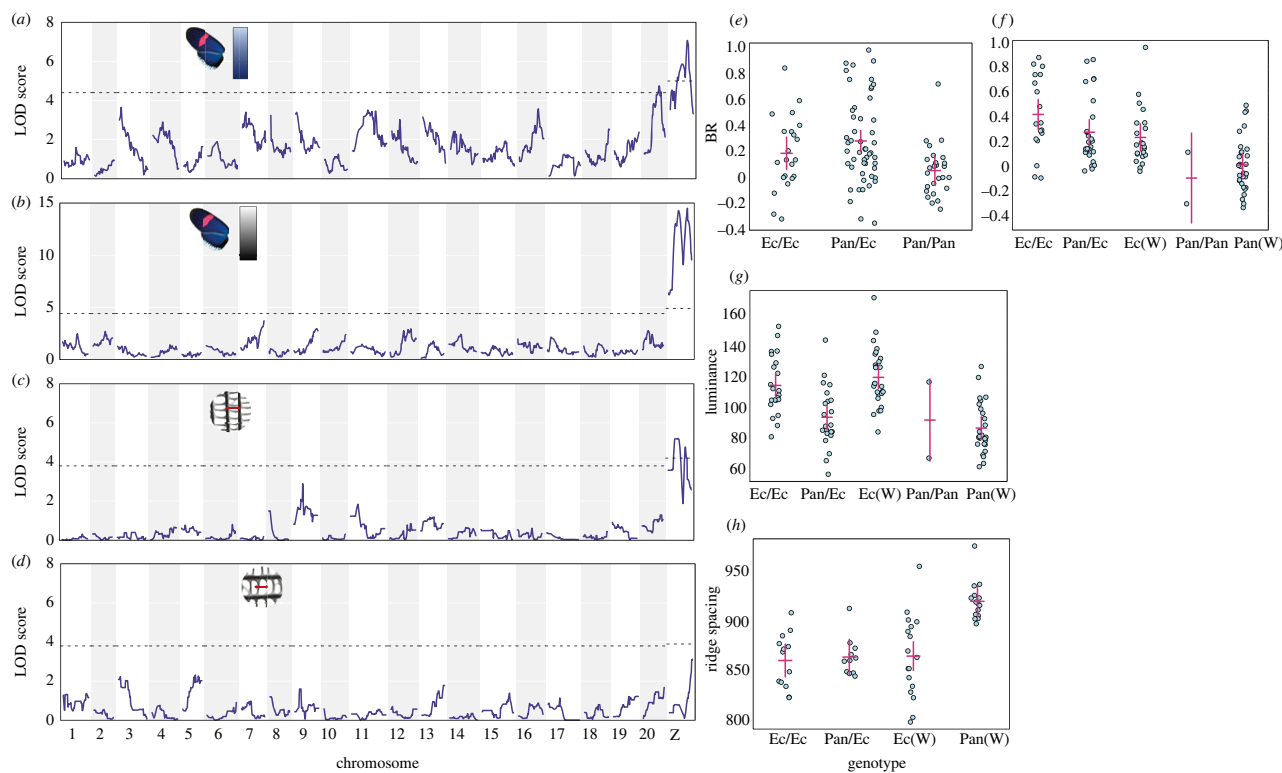 (a)
8
6
4
2
0
LOD score
(b)
15
10
5
0
LOD score
(c)
8
6
4
2
0
LOD score
(d)
8
6
4
2
0
LOD score
1 2 3 4 5 6 7 8 9 10 11 12 13 14 15 16 17 18 19 20 Z
chromosome
(e)
1.0
0.8
0.6
0.4
0.2
0
–0.2
–0.4
BR
Ec/Ec Pan/Ec Pan/Pan
(f)
1.0
0.8
0.6
0.4
0.2
0
–0.2
–0.4
Ec/Ec Pan/Ec Ec(W) Pan/Pan Pan(W)
(g)
160
140
120
100
80
60
luminance
Ec/Ec Pan/Ec Ec(W) Pan/Pan Pan(W)
(h)
950
900
850
800
ridge spacing
Ec/Ec Pan/Ec Ec(W) Pan(W)
genotype